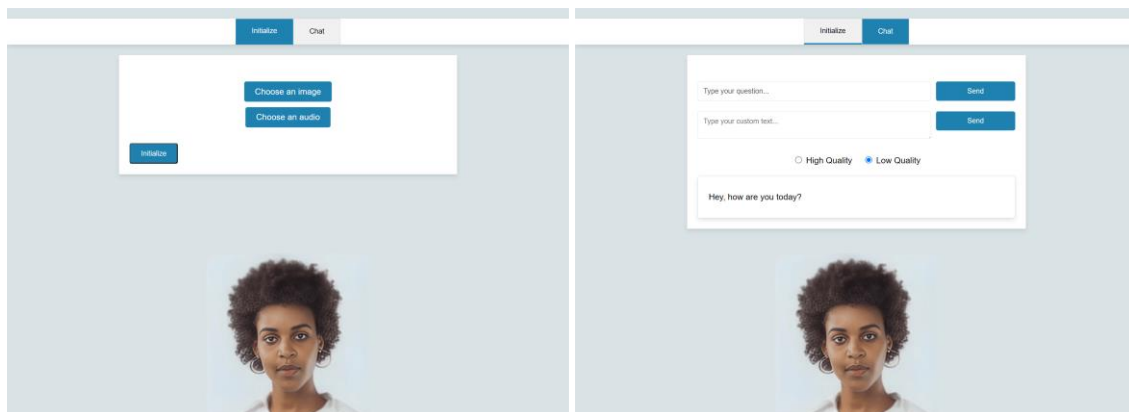 Initialize Chat
Choose an image
Choose an audio
Initialize
Initialize Chat
Type your question... Send
Type your custom text... Send
High Quality Low Quality
Hey, how are you today?